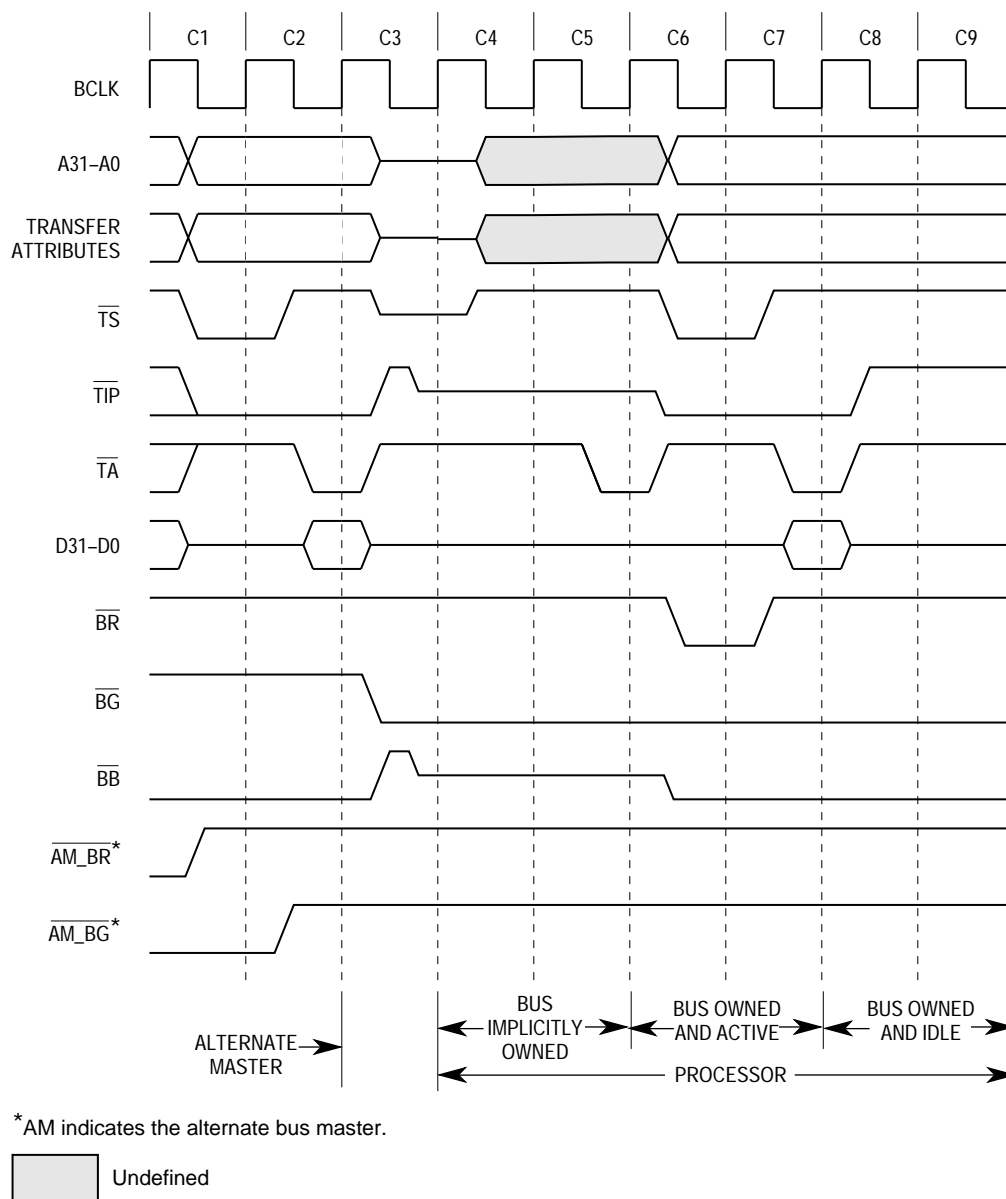 C1 C2 C3 C4 C5 C6 C7 C8 C9
BCLK
A31–A0
TRANSFER
ATTRIBUTES
TS
TIP
TA
D31–D0
BR
BG
BB
AM_BR*
AM_BG*
ALTERNATE
MASTER
BUS
IMPLICITLY
OWNED
BUS OWNED
AND ACTIVE
BUS OWNED
AND IDLE
PROCESSOR
*AM indicates the alternate bus master.
Undefined